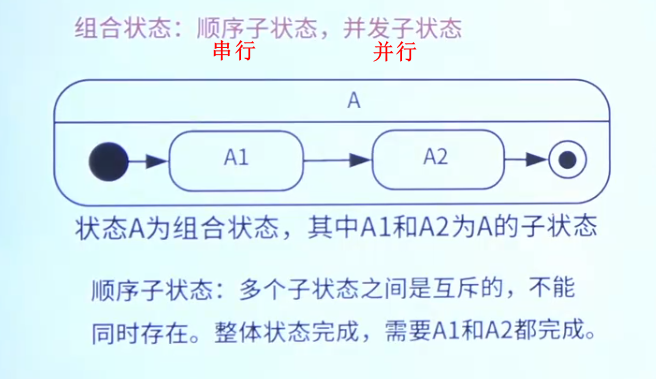 组合状态：顺序子状态，并发子状态
串行 并行
A
A1 A2
状态A为组合状态，其中A1和A2为A的子状态
顺序子状态：多个子状态之间是互斥的，不能
同时存在。整体状态完成，需要A1和A2都完成。